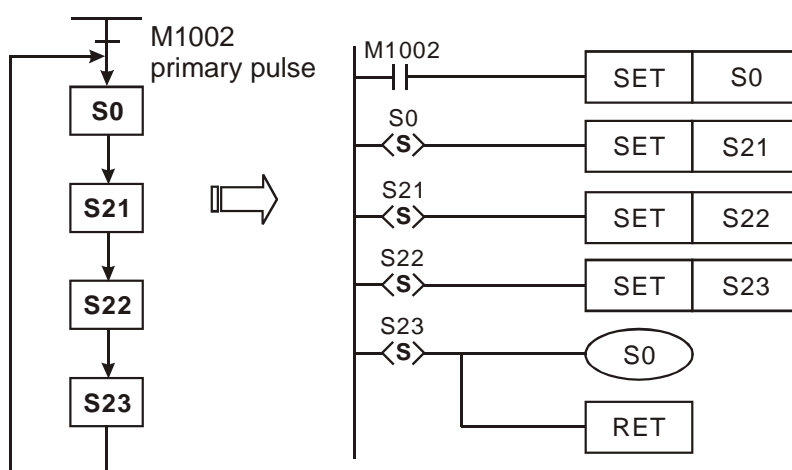 M1002
primary pulse
S0
S21
S22
S23
M1002
SET S0
S0
S
SET S21
S21
S
SET S22
S22
S
SET S23
S23
S
S0
RET